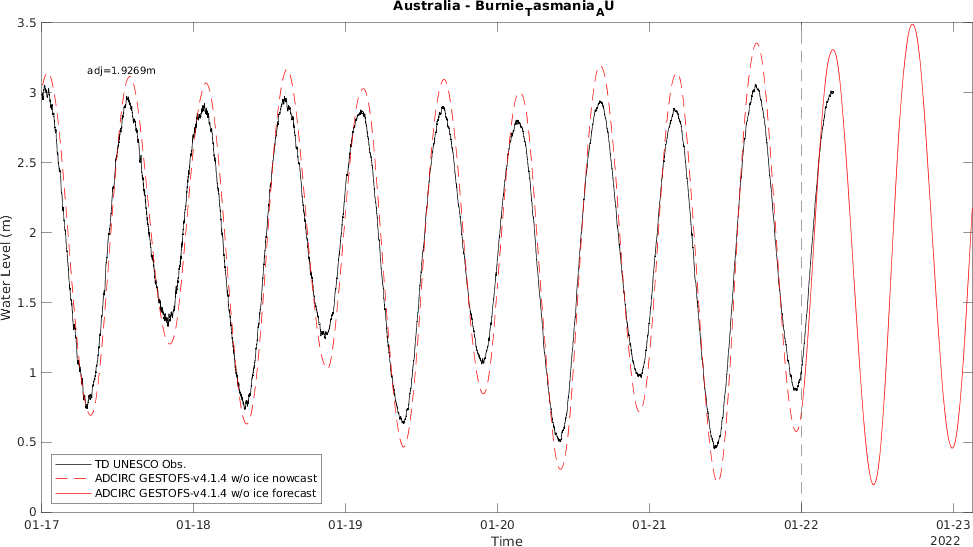 Australia - Burnie_Tasmania_AU
3.5
adj=1.9269m
3
2.5
2
Water Level (m)
1.5
1
0.5
TD UNESCO Obs.
ADCIRC GESTOFS-v4.1.4 w/o ice nowcast
ADCIRC GESTOFS-v4.1.4 w/o ice forecast
0
01-17 01-18 01-19 01-20 01-21 01-22 01-23
Time 2022